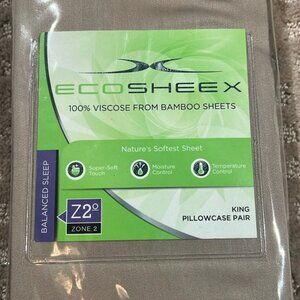 ECOSHEEX
100% VISCOSE FROM BAMBOO SHEETS
Nature's Softest Sheet
Super-Soft
Touch
Moisture
Control
Temperature
Control
BALANCED SLEEP
Z2°
ZONE 2
KING
PILLOWCASE PAIR